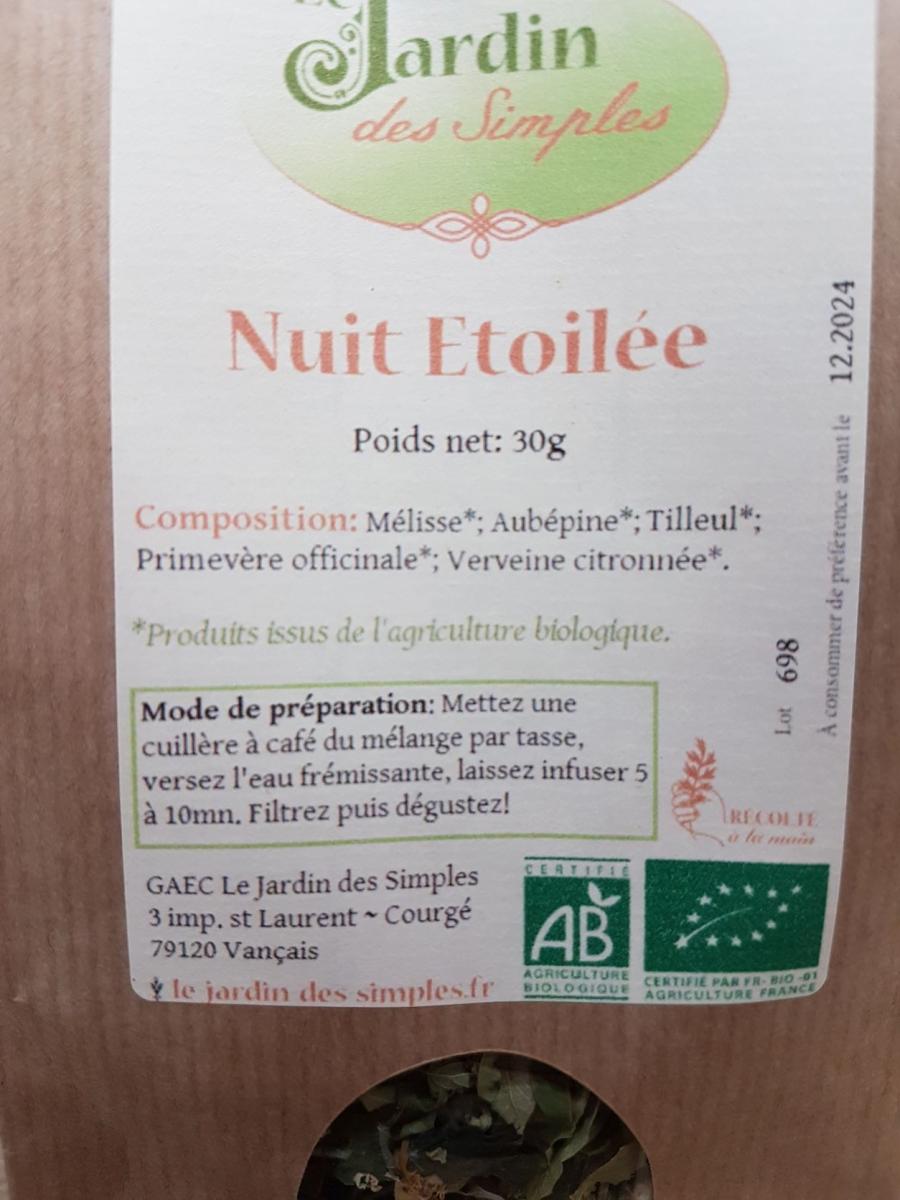 Jardin
des Simples
Nuit Etoilée
Poids net: 30g
Composition: Mélisse*; Aubépine*; Tilleul*;
Primevère officinale*; Verveine citronnée*.
*Produits issus de l'agriculture biologique.
Mode de préparation: Mettez une
cuillère à café du mélange par tasse,
versez l'eau frémissante, laissez infuser 5
à 10mn. Filtrez puis dégustez!
GAEC Le Jardin des Simples
3 imp. st Laurent ~ Courgé
79120 Vançais
le jardin des simples.fr
RÉCOLTE
à la main
CERTIFIÉ
AB
AGRICULTURE
BIOLOGIQUE
CERTIFIÉ PAR FR-BIO-01
AGRICULTURE FRANCE
Lot 698
À consommer de préférence avant le 12.2024